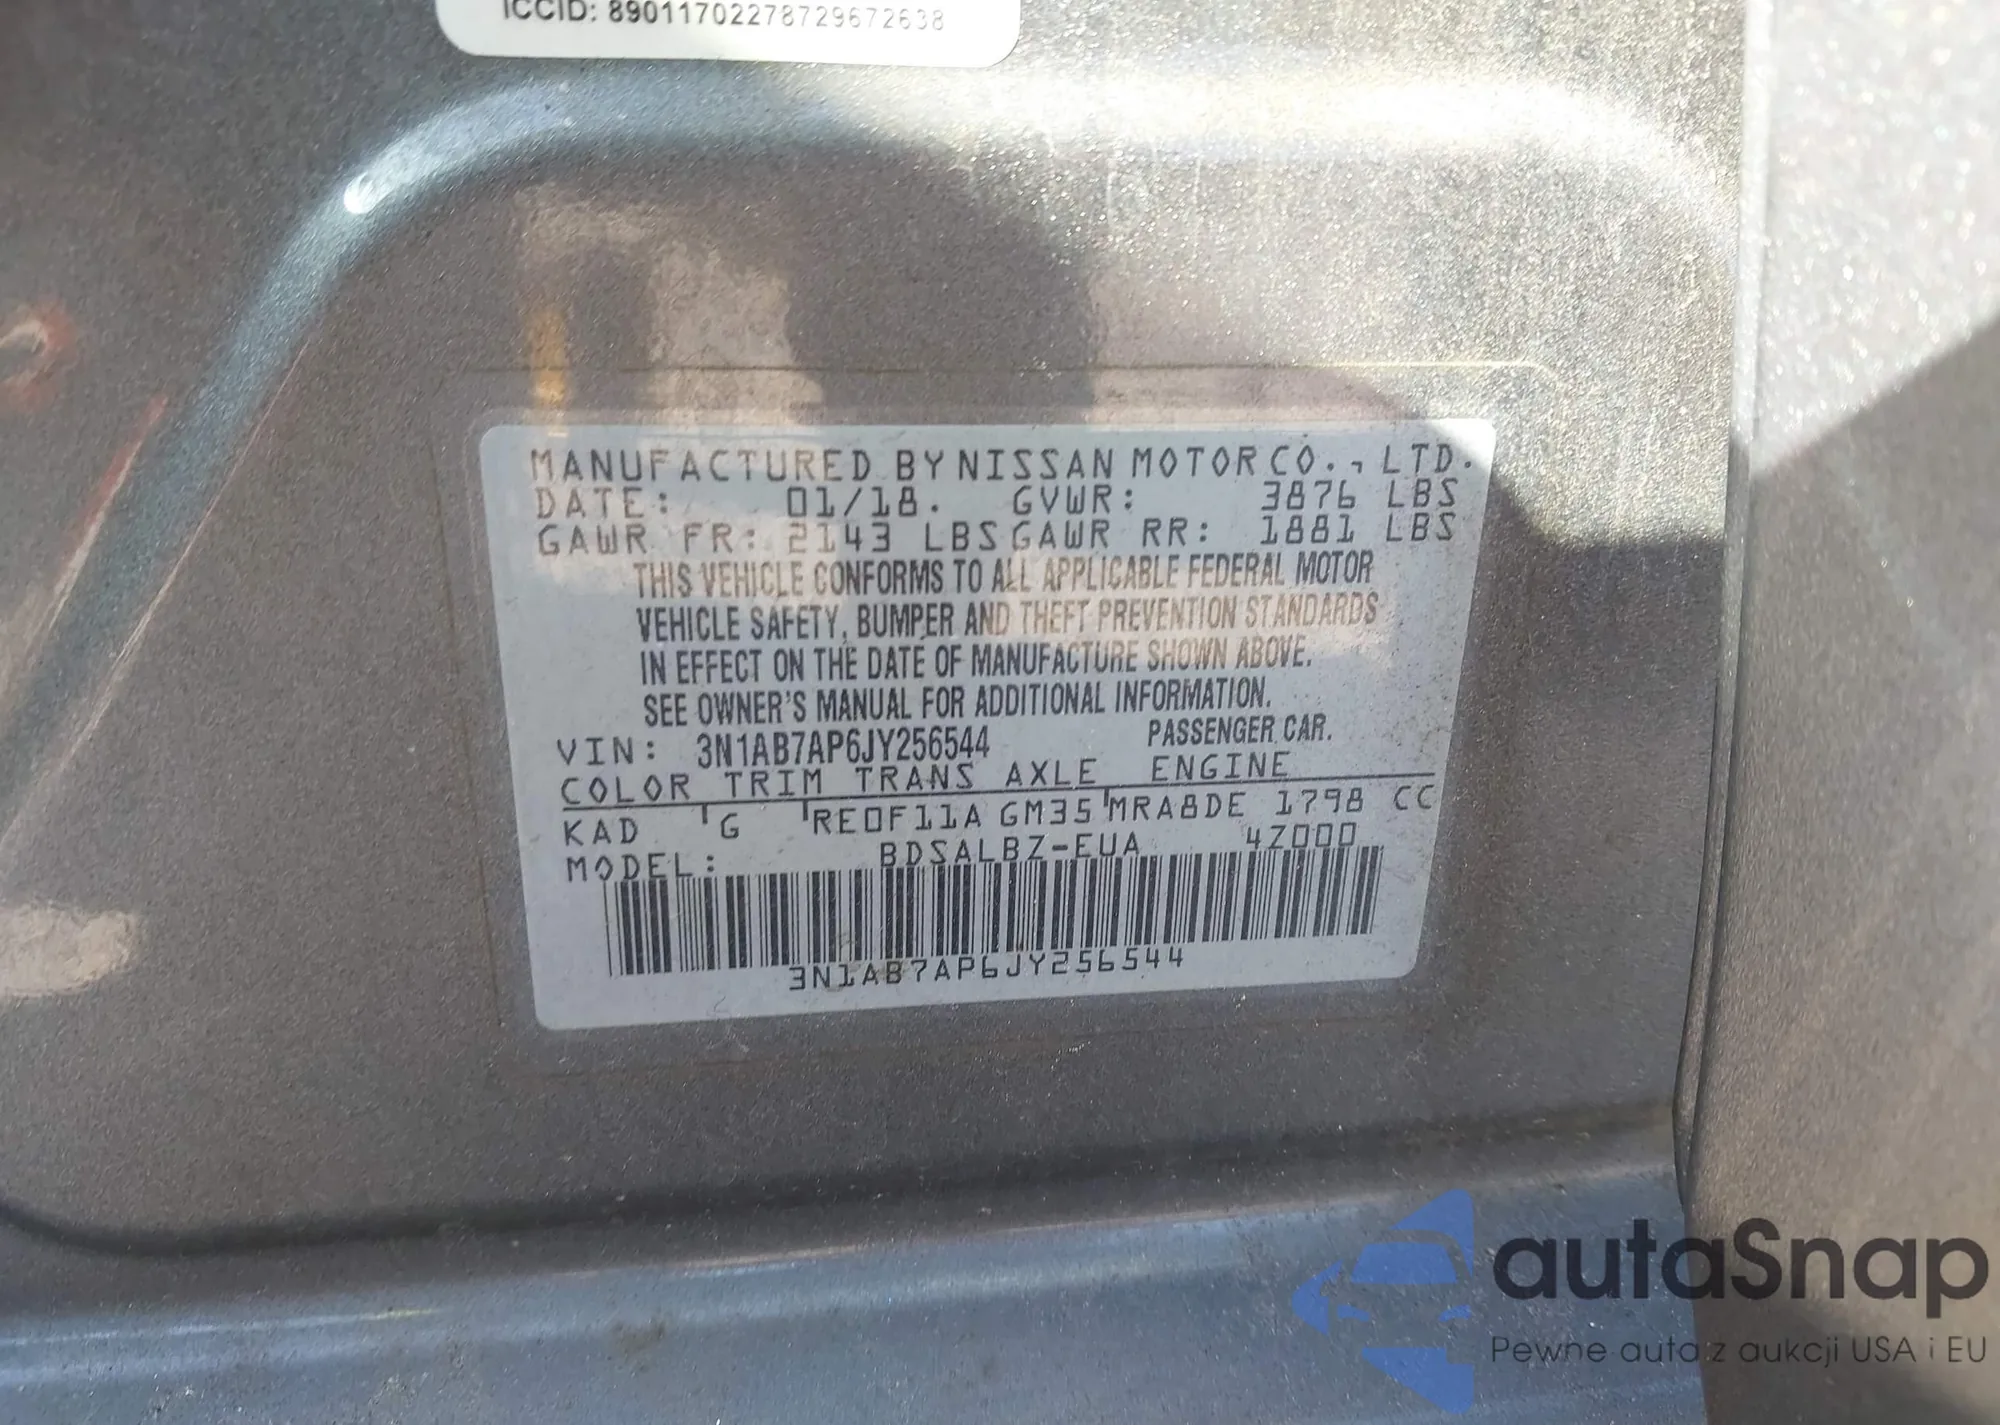 ICCID: 89011702278729672638
MANUFACTURED BY NISSAN MOTOR CO., LTD.
DATE: 01/18. GVWR: 3876 LBS
GAWR FR: 2143 LBS GAWR RR: 1881 LBS
THIS VEHICLE CONFORMS TO ALL APPLICABLE FEDERAL MOTOR
VEHICLE SAFETY, BUMPER AND THEFT PREVENTION STANDARDS
IN EFFECT ON THE DATE OF MANUFACTURE SHOWN ABOVE.
SEE OWNER'S MANUAL FOR ADDITIONAL INFORMATION.
VIN: 3N1AB7AP6JY256544 PASSENGER CAR.
COLOR TRIM TRANS AXLE ENGINE
KAD G RE0F11A GM35 MRA8DE 1798 CC
MODEL: BDSALBZ-EUA 4Z000
3N1AB7AP6JY256544
autaSnap
Pewne auta z aukcji USA i EU